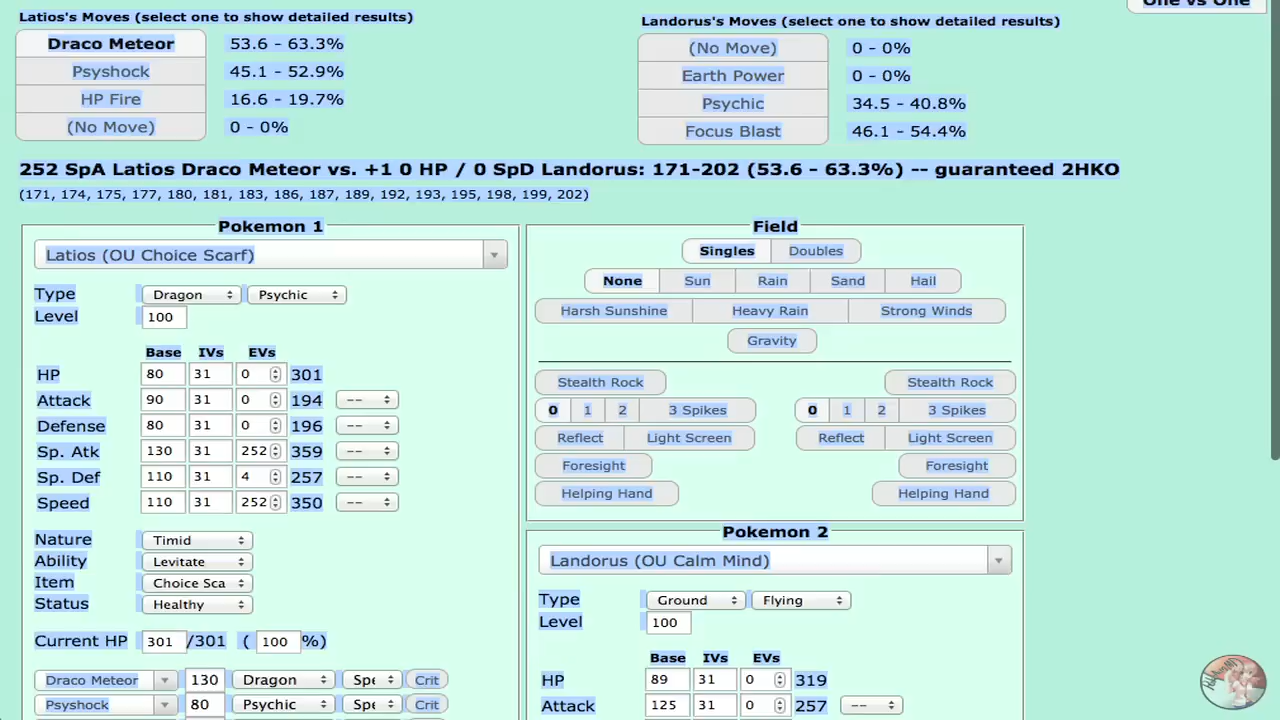 One vs One
Latios's Moves (select one to show detailed results)
Draco Meteor 53.6 - 63.3%
Psyshock 45.1 - 52.9%
HP Fire 16.6 - 19.7%
(No Move) 0 - 0%
Landorus's Moves (select one to show detailed results)
(No Move) 0 - 0%
Earth Power 0 - 0%
Psychic 34.5 - 40.8%
Focus Blast 46.1 - 54.4%
252 SpA Latios Draco Meteor vs. +1 0 HP / 0 SpD Landorus: 171-202 (53.6 - 63.3%) -- guaranteed 2HKO
(171, 174, 175, 177, 180, 181, 183, 186, 187, 189, 192, 193, 195, 198, 199, 202)
Pokemon 1
Latios (OU Choice Scarf)
Type Dragon Psychic
Level 100
Base IVs EVs
HP 80 31 0 301
Attack 90 31 0 194 --
Defense 80 31 0 196 --
Sp. Atk 130 31 252 359 --
Sp. Def 110 31 4 257 --
Speed 110 31 252 350 --
Nature Timid
Ability Levitate
Item Choice Sca
Status Healthy
Current HP 301 /301 ( 100 %)
Draco Meteor 130 Dragon Spe Crit
Psyshock 80 Psychic Spe Crit
Field
Singles Doubles
None Sun Rain Sand Hail
Harsh Sunshine Heavy Rain Strong Winds
Gravity
Stealth Rock Stealth Rock
0 1 2 3 Spikes 0 1 2 3 Spikes
Reflect Light Screen Reflect Light Screen
Foresight Foresight
Helping Hand Helping Hand
Pokemon 2
Landorus (OU Calm Mind)
Type Ground Flying
Level 100
Base IVs EVs
HP 89 31 0 319
Attack 125 31 0 257 --